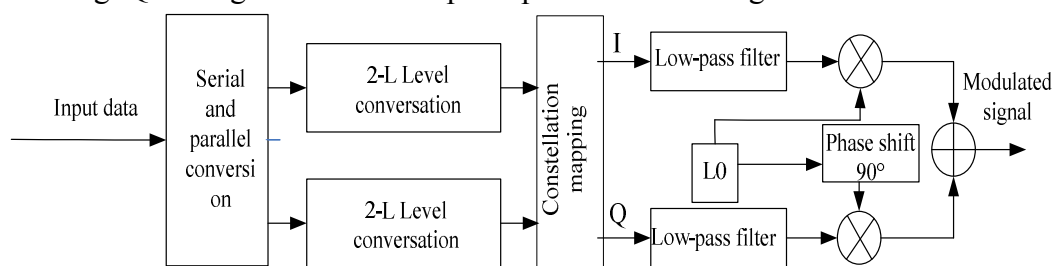 Input data
Serial
and
parallel
conversi
on
2-L Level
conversation
2-L Level
conversation
Constellation
mapping
I
Q
Low-pass filter
L0
Phase shift
90°
Low-pass filter
Modulated
signal